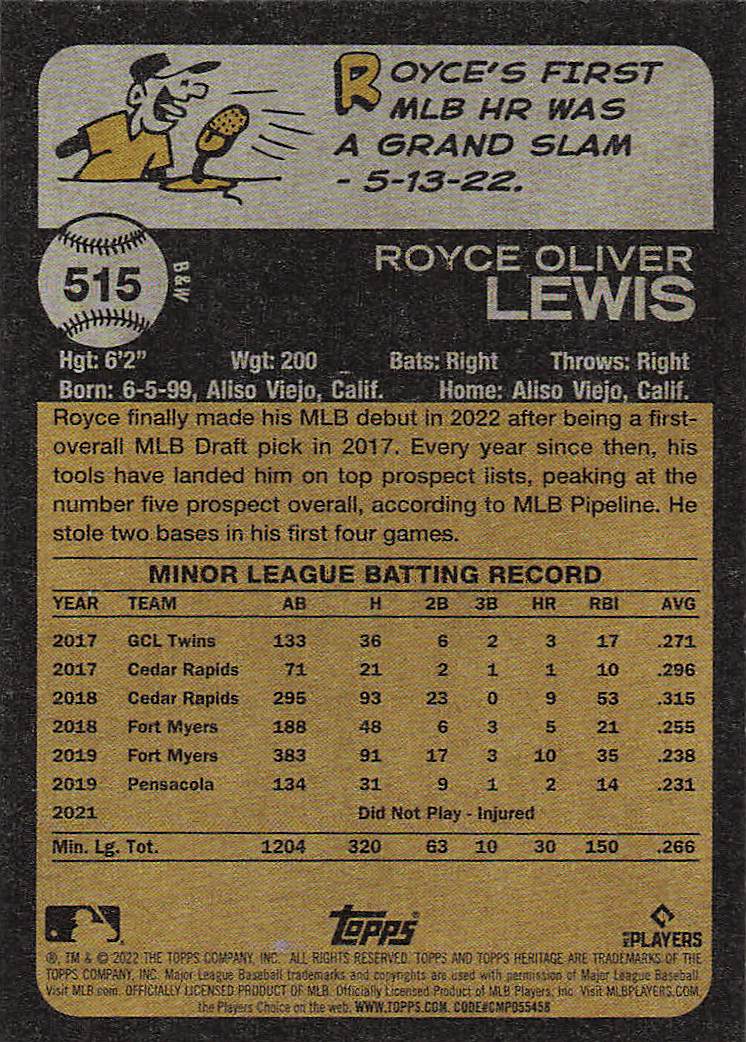 ROYCE'S FIRST
MLB HR WAS
A GRAND SLAM
- 5-13-22.
515
B&W
ROYCE OLIVER
LEWIS
Hgt: 6'2" Wgt: 200 Bats: Right Throws: Right
Born: 6-5-99, Aliso Viejo, Calif. Home: Aliso Viejo, Calif.
Royce finally made his MLB debut in 2022 after being a first-
overall MLB Draft pick in 2017. Every year since then, his
tools have landed him on top prospect lists, peaking at the
number five prospect overall, according to MLB Pipeline. He
stole two bases in his first four games.
MINOR LEAGUE BATTING RECORD
YEAR TEAM AB H 2B 3B HR RBI AVG
2017 GCL Twins 133 36 6 2 3 17 .271
2017 Cedar Rapids 71 21 2 1 1 10 .296
2018 Cedar Rapids 295 93 23 0 9 53 .315
2018 Fort Myers 188 48 6 3 5 21 .255
2019 Fort Myers 383 91 17 3 10 35 .238
2019 Pensacola 134 31 9 1 2 14 .231
2021 Did Not Play - Injured
Min. Lg. Tot. 1204 320 63 10 30 150 .266
Topps
MLB PLAYERS
®, TM & © 2022 THE TOPPS COMPANY, INC. ALL RIGHTS RESERVED. TOPPS AND TOPPS HERITAGE ARE TRADEMARKS OF THE
TOPPS COMPANY, INC. Major League Baseball trademarks and copyrights are used with permission of Major League Baseball.
Visit MLB.com. OFFICIALLY LICENSED PRODUCT OF MLB. Officially Licensed Product of MLB Players, Inc. Visit MLBPLAYERS.COM,
the Players Choice on the web. WWW.TOPPS.COM. CODE#CMP055458